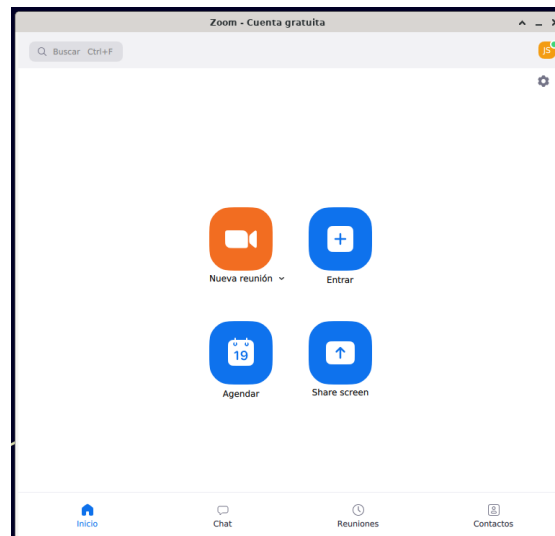 Zoom - Cuenta gratuita
Buscar Ctrl+F
JS
Nueva reunión
Entrar
19
Agendar
Share screen
Inicio
Chat
Reuniones
Contactos